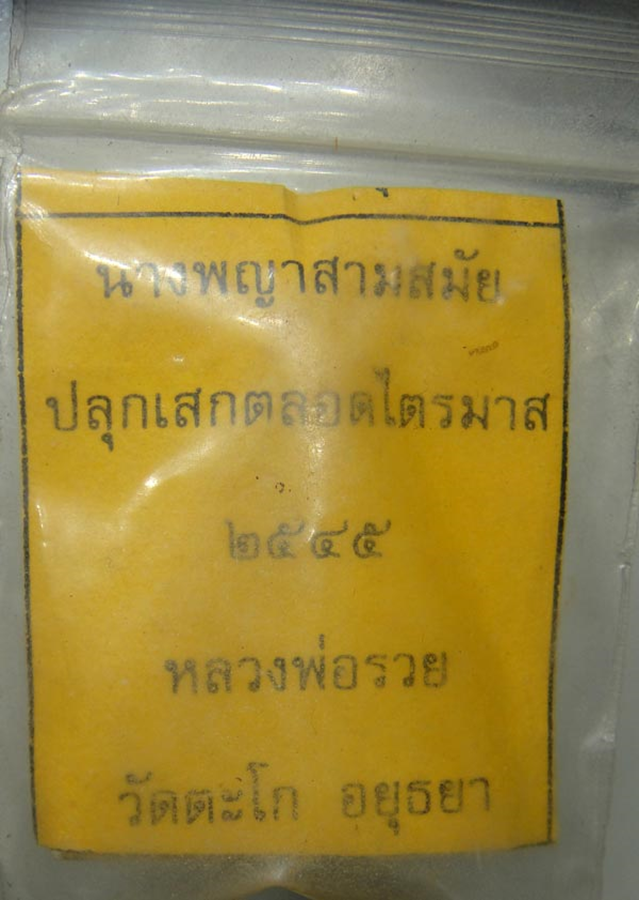 นางพญาสามสมัย
ปลุกเสกตลอดไตรมาส
๒๕๔๕
หลวงพ่อรวย
วัดตะโก อยุธยา